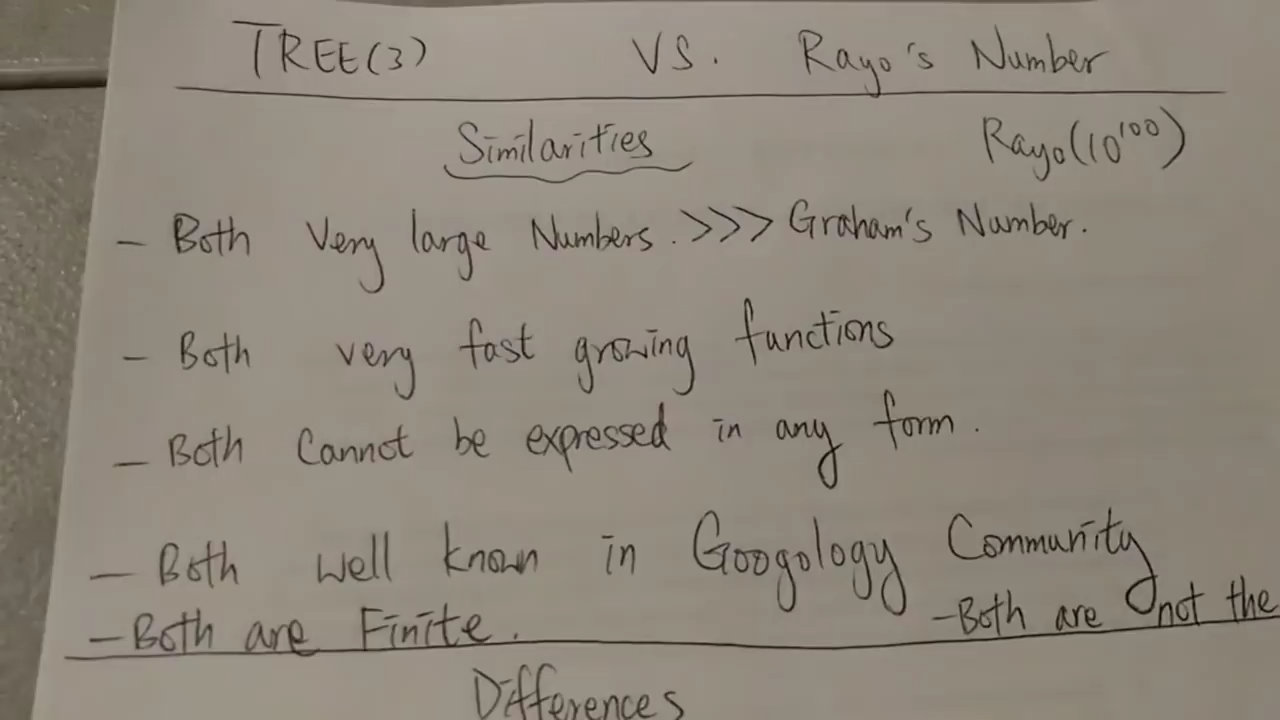 TREE(3) VS. Rayo's Number
Similarities
Rayo(10^100)
- Both Very large Numbers. >>> Graham's Number.
- Both very fast growing functions
- Both Cannot be expressed in any form.
- Both well known in Googology Community
- Both are Finite.
- Both are not the
Differences